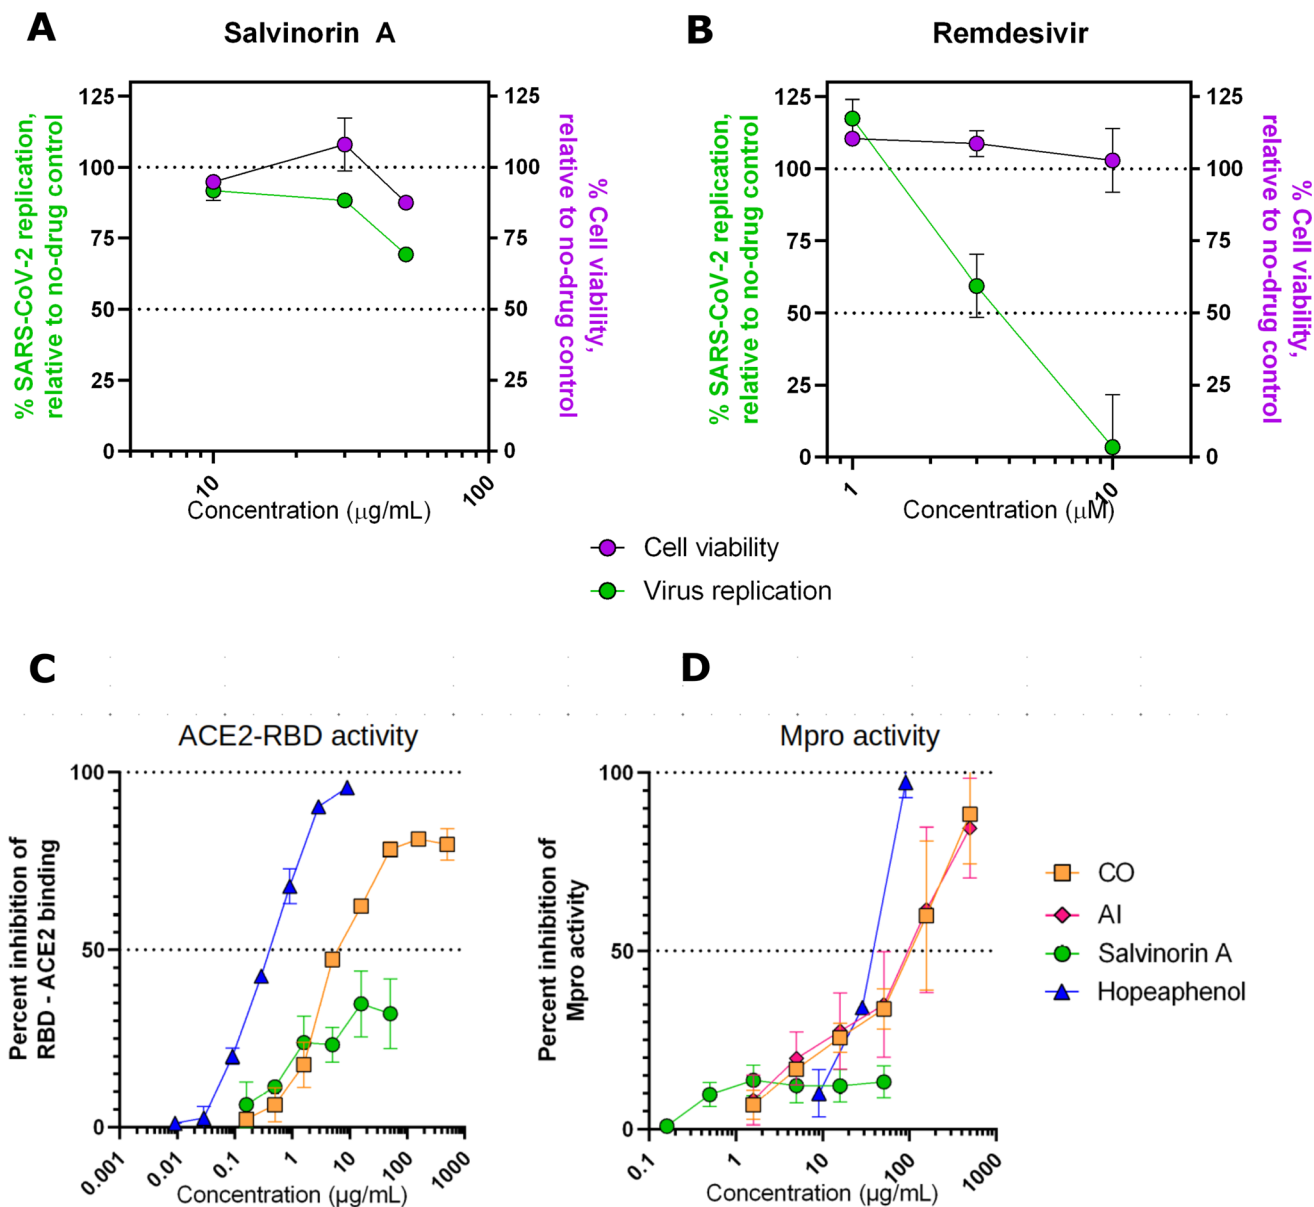 A
Salvinorin A
125
100
75
50
25
0
125
100
75
50
25
0
% SARS-CoV-2 replication,
relative to no-drug control
% Cell viability,
relative to no-drug control
10
100
Concentration (μg/mL)
B
Remdesivir
125
100
75
50
25
0
125
100
75
50
25
0
% SARS-CoV-2 replication,
relative to no-drug control
% Cell viability,
relative to no-drug control
1
10
Concentration (μM)
Cell viability
Virus replication
C
ACE2-RBD activity
100
50
0
Percent inhibition of
RBD - ACE2 binding
0.001
0.01
0.1
1
10
100
1000
Concentration (µg/mL)
D
Mpro activity
100
50
0
Percent inhibition of
Mpro activity
0.1
1
10
100
1000
Concentration (µg/mL)
CO
AI
Salvinorin A
Hopeaphenol